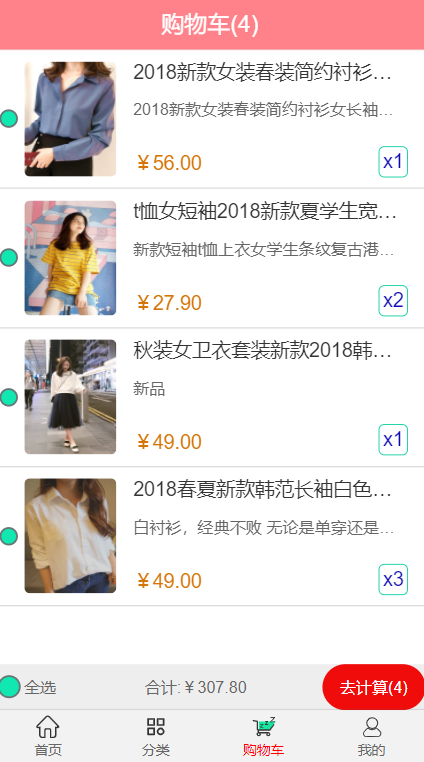 购物车(4)
2018新款女装春装简约衬衫…
2018新款女装春装简约衬衫女长袖…
￥56.00
x1
t恤女短袖2018新款夏学生宽…
新款短袖t恤上衣女学生条纹复古港…
￥27.90
x2
秋装女卫衣套装新款2018韩…
新品
￥49.00
x1
2018春夏新款韩范长袖白色…
白衬衫，经典不败 无论是单穿还是…
￥49.00
x3
全选 合计:￥307.80 去计算(4)
首页 分类 购物车 我的